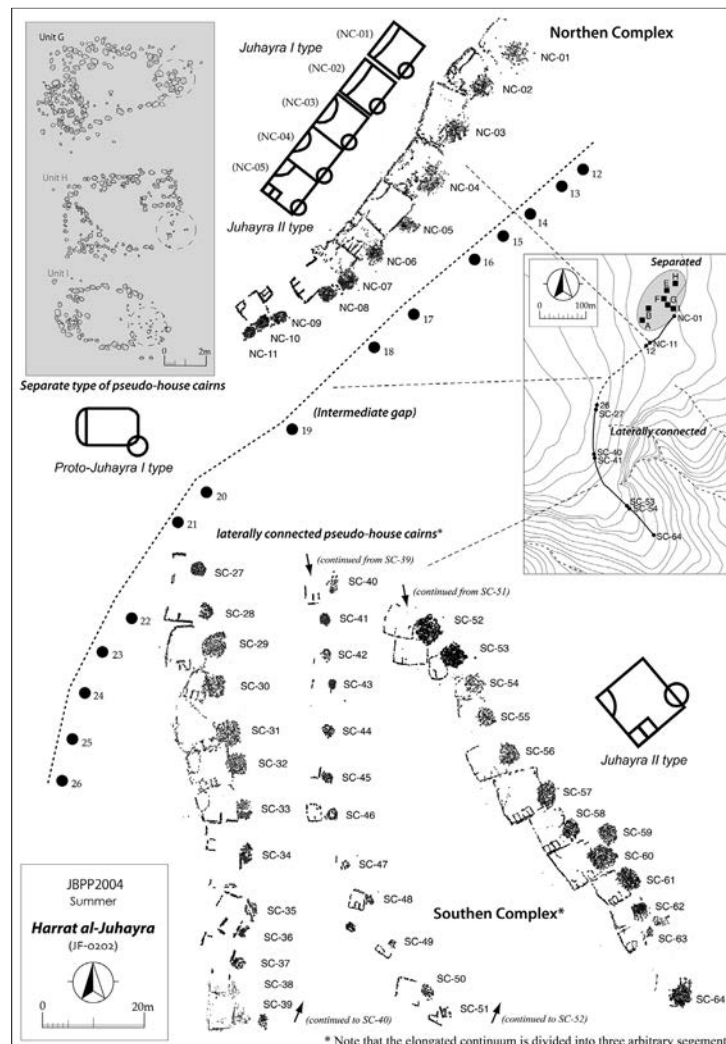 Unit G
Unit H
Unit I
0 2m
Separate type of pseudo-house cairns
Proto-Juhayra I type
Juhayra I type
(NC-01)
(NC-02)
(NC-03)
(NC-04)
(NC-05)
Juhayra II type
Northen Complex
NC-01
NC-02
NC-03
NC-04
NC-05
NC-06
NC-07
NC-08
NC-09
NC-10
NC-11
12
13
14
15
16
17
18
(Intermediate gap)
19
20
21
22
23
24
25
26
0 100m
Separated
H
E
F
G
B
I
A
NC-01
NC-11
12
26
SC-27
Laterally connected
SC-40
SC-41
SC-53
SC-54
SC-64
laterally connected pseudo-house cairns*
SC-27
SC-28
SC-29
SC-30
SC-31
SC-32
SC-33
SC-34
SC-35
SC-36
SC-37
SC-38
SC-39
(continued to SC-40)
(continued from SC-39)
SC-40
SC-41
SC-42
SC-43
SC-44
SC-45
SC-46
SC-47
SC-48
SC-49
SC-50
SC-51
(continued to SC-52)
(continued from SC-51)
SC-52
SC-53
SC-54
SC-55
SC-56
SC-57
SC-58
SC-59
SC-60
SC-61
SC-62
SC-63
SC-64
Juhayra II type
Southen Complex*
JBPP2004
Summer
Harrat al-Juhayra
(JF-0202)
0 20m
* Note that the elongated continuum is divided into three arbitrary segement